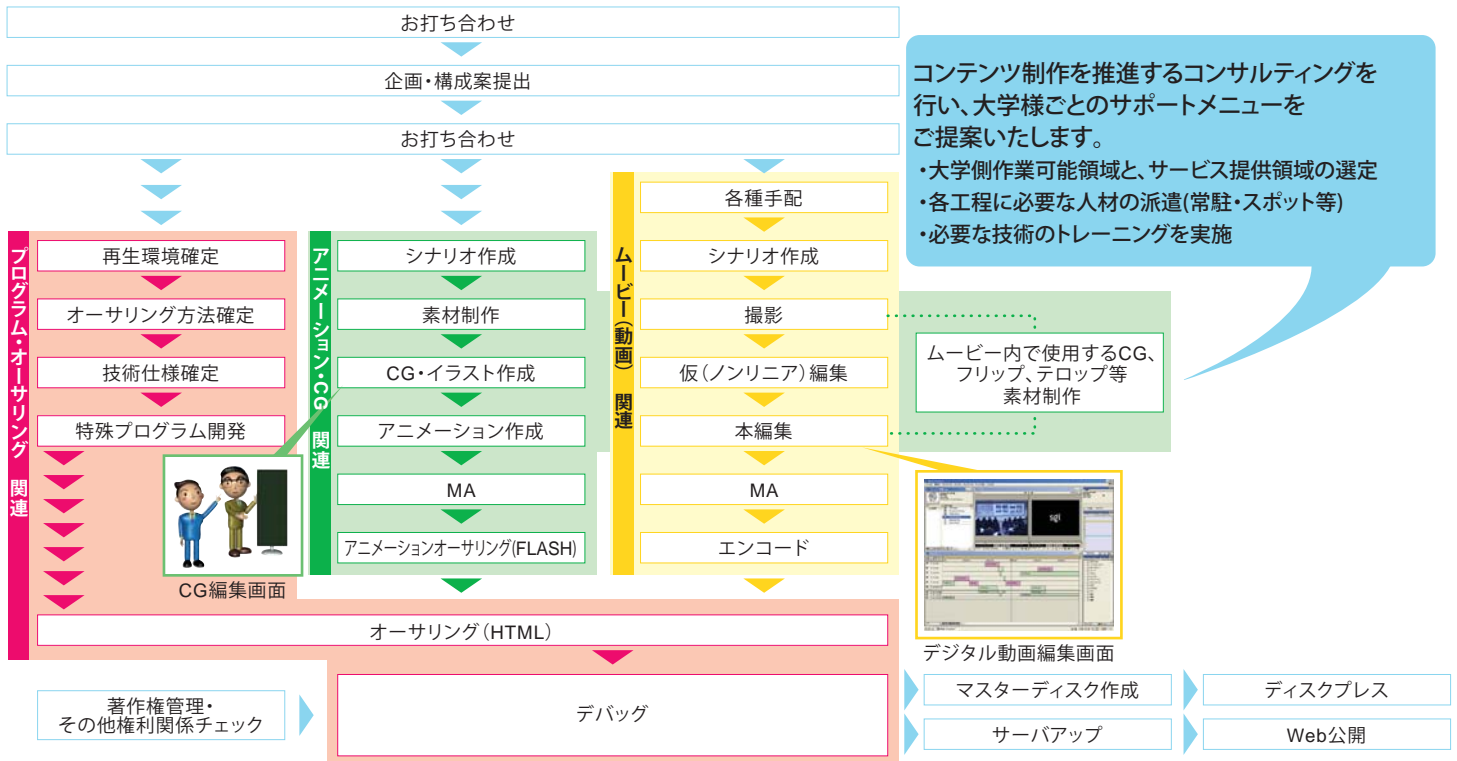 お打ち合わせ
企画・構成案提出
お打ち合わせ
コンテンツ制作を推進するコンサルティングを
行い、大学様ごとのサポートメニューを
ご提案いたします。
・大学側作業可能領域と、サービス提供領域の選定
・各工程に必要な人材の派遣(常駐・スポット等)
・必要な技術のトレーニングを実施
プログラム・オーサリング 関連
再生環境確定
オーサリング方法確定
技術仕様確定
特殊プログラム開発
CG編集画面
アニメーション・CG 関連
シナリオ作成
素材制作
CG・イラスト作成
アニメーション作成
MA
アニメーションオーサリング(FLASH)
ムービー(動画) 関連
各種手配
シナリオ作成
撮影
仮(ノンリニア)編集
本編集
MA
エンコード
ムービー内で使用するCG、
フリップ、テロップ等
素材制作
sgi
デジタル動画編集画面
オーサリング(HTML)
著作権管理・
その他権利関係チェック
デバッグ
マスターディスク作成
ディスクプレス
サーバアップ
Web公開